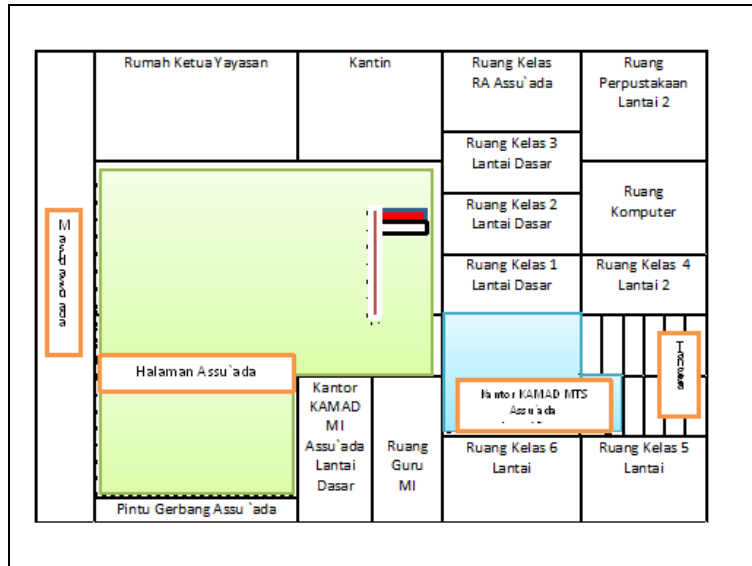 Rumah Ketua Yayasan
Kantin
Ruang Kelas
RA Assu`ada
Ruang
Perpustakaan
Lantai 2
Ruang Kelas 3
Lantai Dasar
Ruang Kelas 2
Lantai Dasar
Ruang
Komputer
Ruang Kelas 1
Lantai Dasar
Ruang Kelas 4
Lantai 2
Halaman Assu`ada
Kantor
KAMAD
MI
Assu`ada
Lantai
Dasar
Ruang
Guru
MI
Kantor KAMAD MTS
Assu`ada
Ruang Kelas 6
Lantai
Ruang Kelas 5
Lantai
Pintu Gerbang Assu `ada